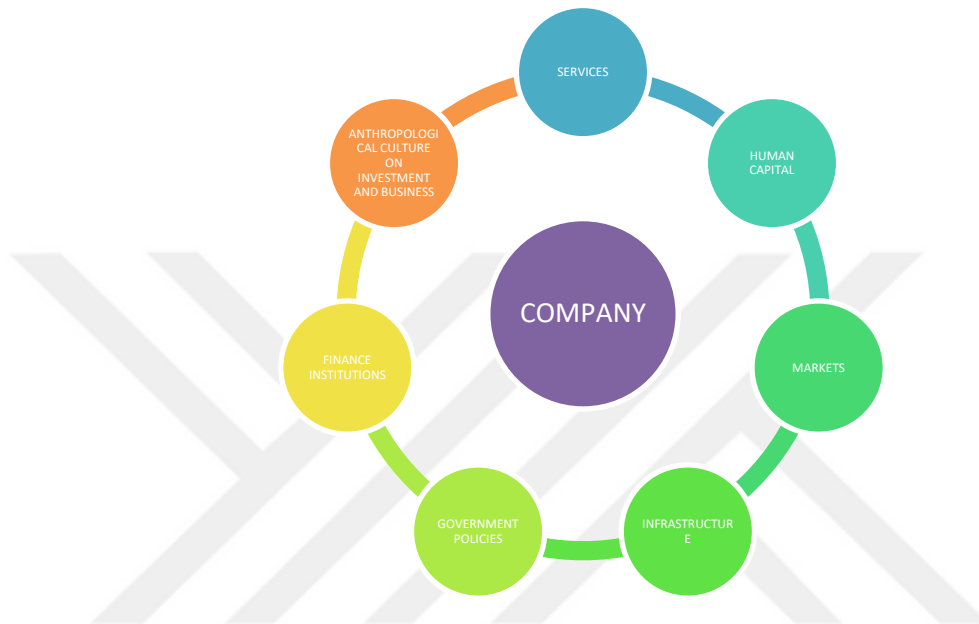 SERVICES
ANTHROPOLOGI
CAL CULTURE
ON
INVESTMENT
AND BUSINESS
HUMAN
CAPITAL
COMPANY
FINANCE
INSTITUTIONS
MARKETS
GOVERNMENT
POLICIES
INFRASTRUCTUR
E